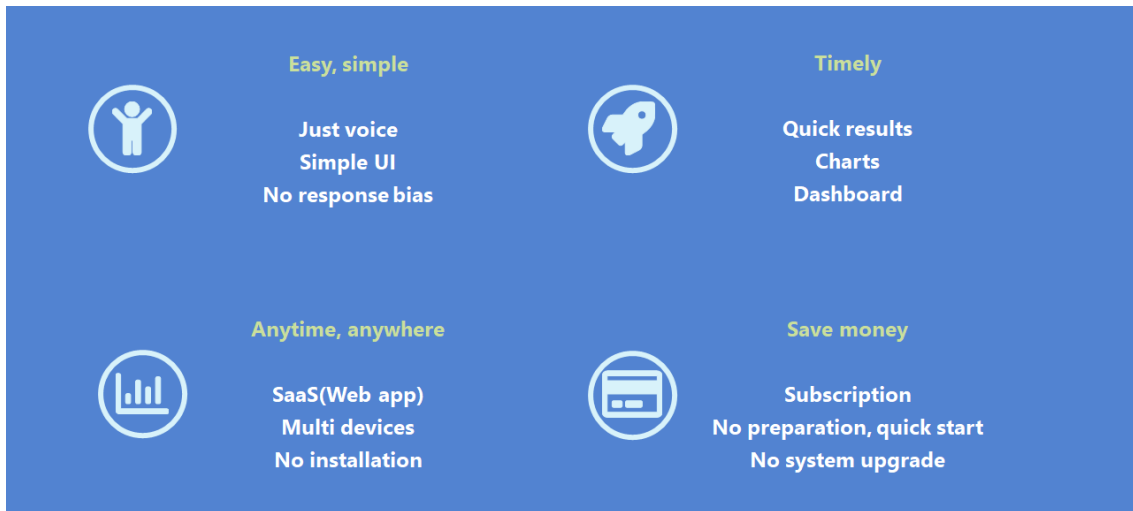 Easy, simple
Just voice
Simple UI
No response bias
Timely
Quick results
Charts
Dashboard
Anytime, anywhere
SaaS(Web app)
Multi devices
No installation
Save money
Subscription
No preparation, quick start
No system upgrade